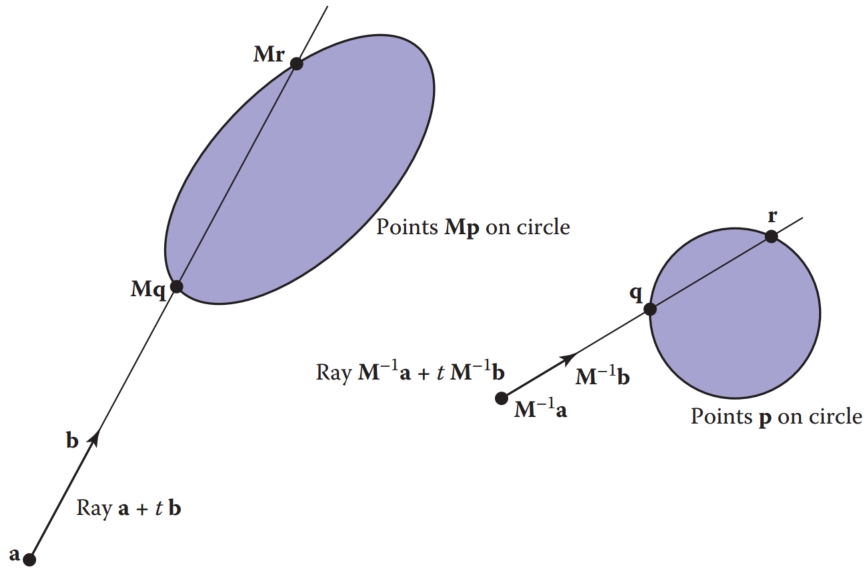 Mr
Points Mp on circle
Mq
b
Ray a + t b
a
r
q
Ray M⁻¹a + t M⁻¹b
M⁻¹b
M⁻¹a
Points p on circle